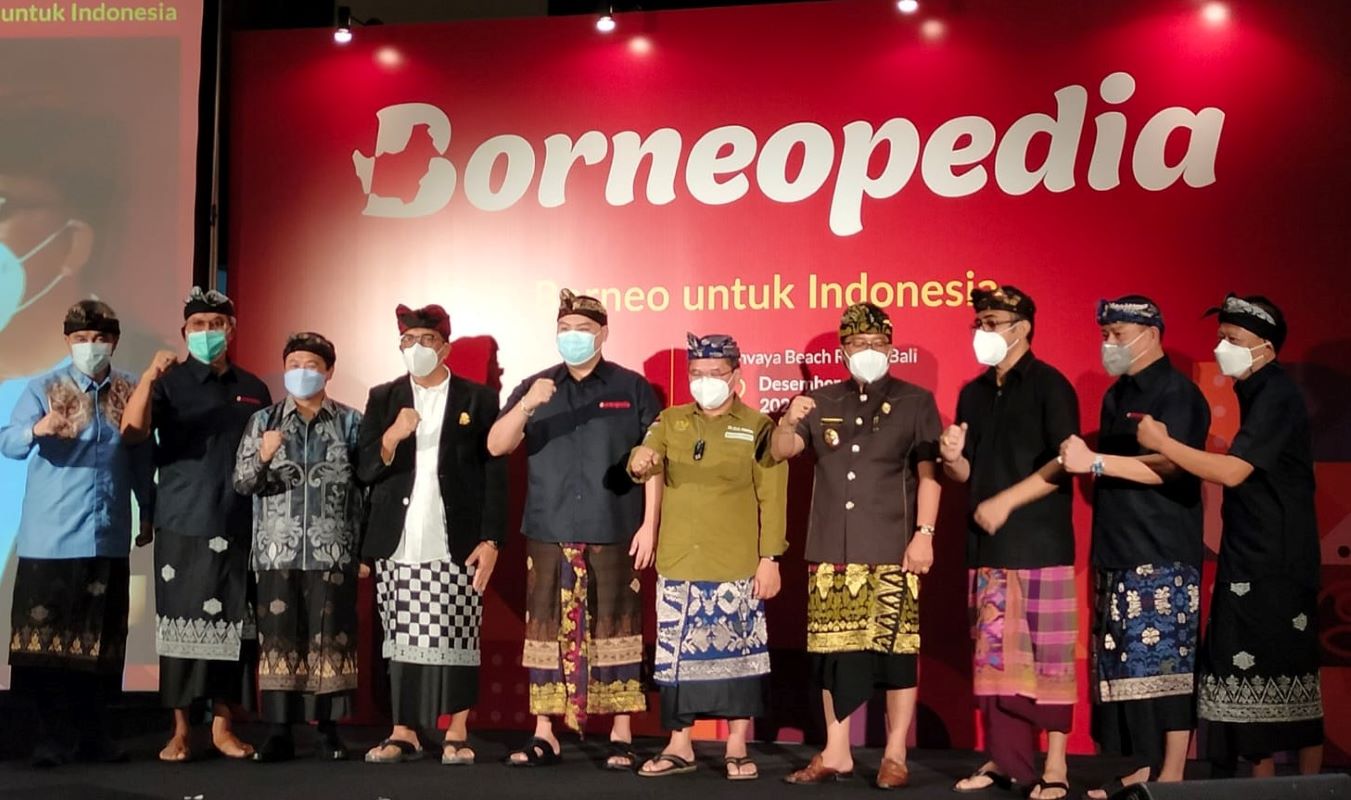 untuk Indonesia
Borneopedia
Borneo untuk Indonesia
Beach Bali
Desember